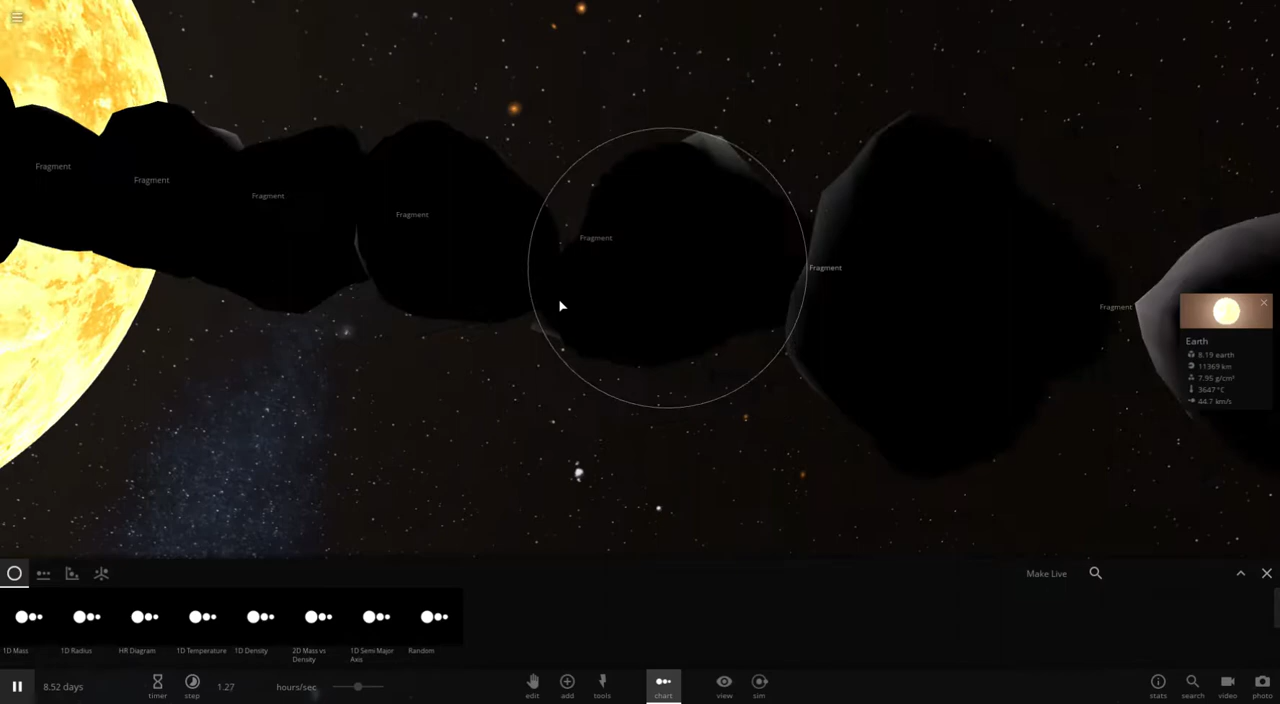 Fragment
Fragment
Fragment
Fragment
Fragment
Fragment
Fragment
Earth
8.19 earth
11369 km
7.95 g/cm³
3647 °C
44.7 km/s
Make Live
1D Mass
1D Radius
HR Diagram
1D Temperature
1D Density
2D Mass vs
Density
1D Semi Major
Axis
Random
8.52 days
timer
step
1.27
hours/sec
edit
add
tools
chart
view
sim
stats
search
video
photo